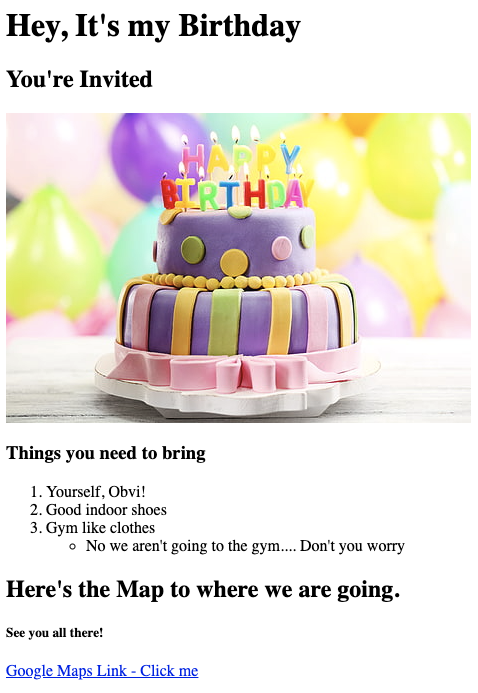 Hey, It's my Birthday
You're Invited
HAPPY
BIRTHDAY
Things you need to bring
1. Yourself, Obvi!
2. Good indoor shoes
3. Gym like clothes
No we aren't going to the gym.... Don't you worry
Here's the Map to where we are going.
See you all there!
Google Maps Link - Click me